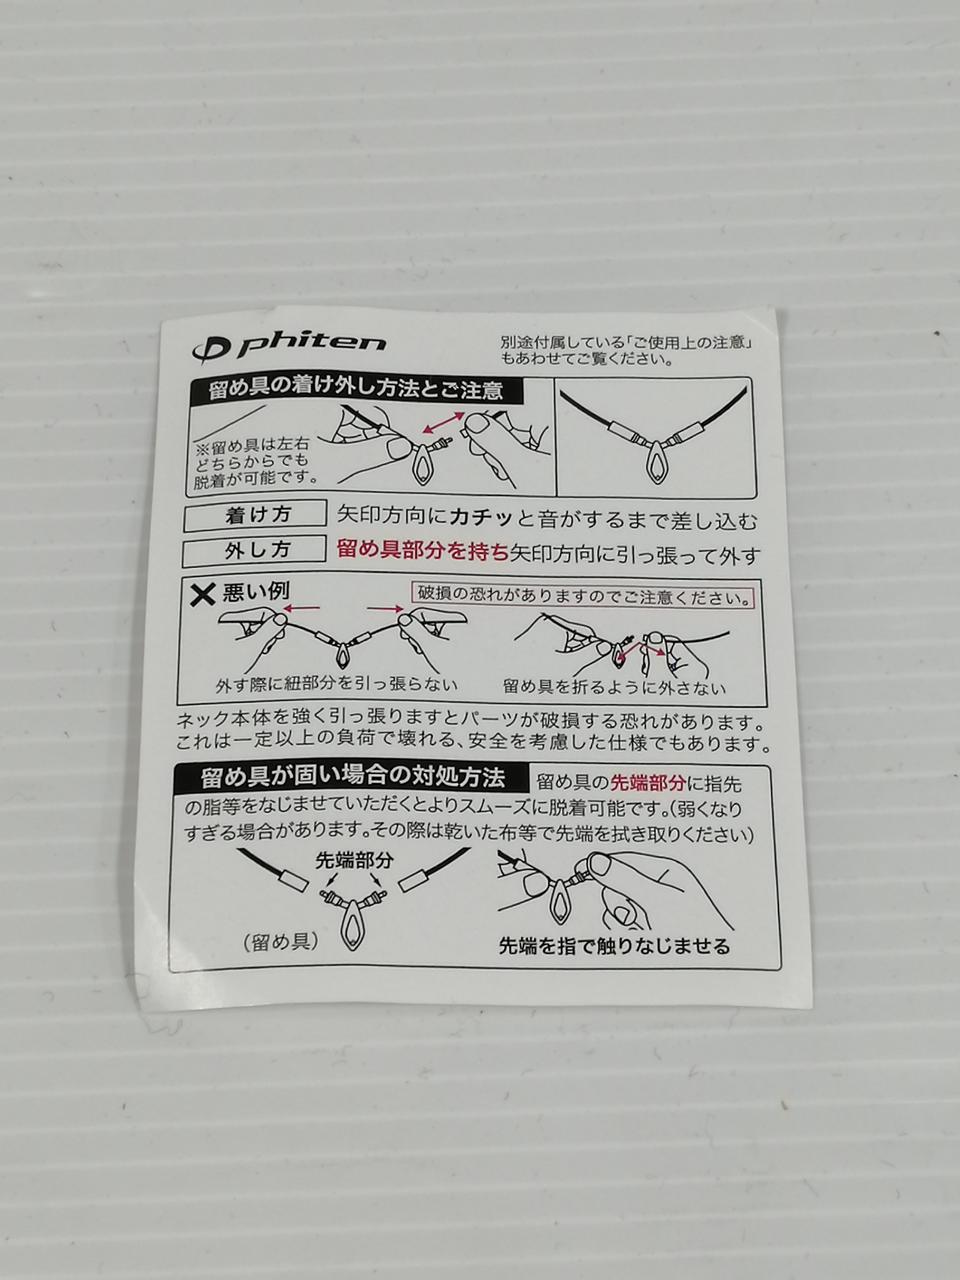 phiten
別途付属している「ご使用上の注意」
もあわせてご覧ください。
留め具の着け外し方法とご注意
※留め具は左右
どちらからでも
脱着が可能です。
着け方 矢印方向にカチッと音がするまで差し込む
外し方 留め具部分を持ち矢印方向に引っ張って外す
✕悪い例
破損の恐れがありますのでご注意ください。
外す際に紐部分を引っ張らない
留め具を折るように外さない
ネック本体を強く引っ張りますとパーツが破損する恐れがあります。
これは一定以上の負荷で壊れる、安全を考慮した仕様でもあります。
留め具が固い場合の対処方法 留め具の先端部分に指先
の脂等をなじませていただくとよりスムーズに脱着可能です。(弱くなり
すぎる場合があります。その際は乾いた布等で先端を拭き取りください)
先端部分
(留め具)
先端を指で触りなじませる